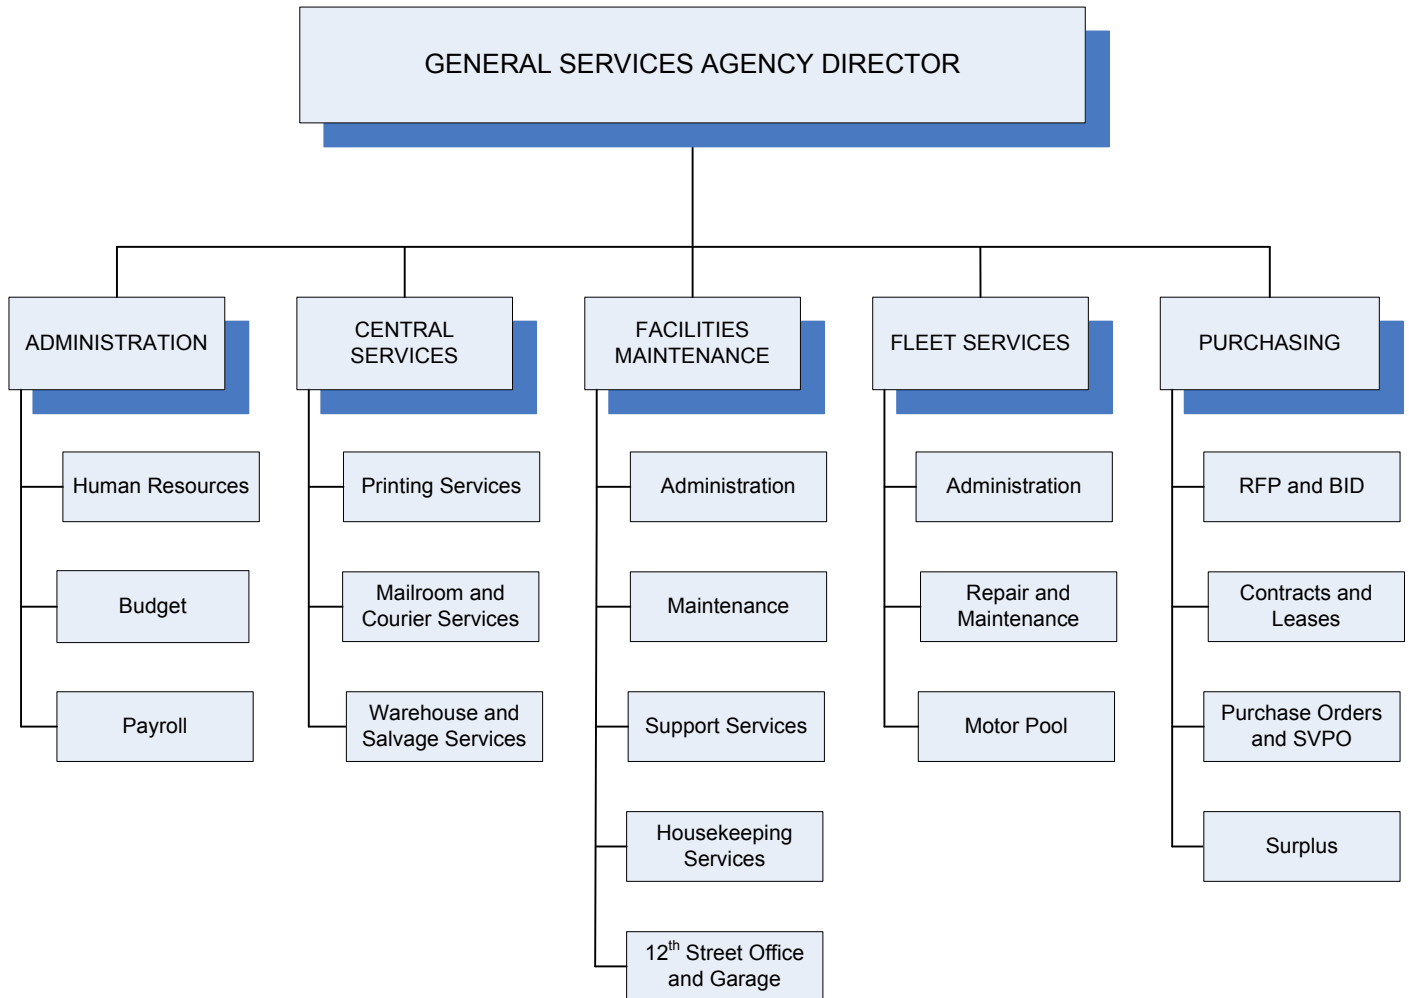 GENERAL SERVICES AGENCY DIRECTOR
ADMINISTRATION
Human Resources
Budget
Payroll
CENTRAL
SERVICES
Printing Services
Mailroom and
Courier Services
Warehouse and
Salvage Services
FACILITIES
MAINTENANCE
Administration
Maintenance
Support Services
Housekeeping
Services
12th Street Office
and Garage
FLEET SERVICES
Administration
Repair and
Maintenance
Motor Pool
PURCHASING
RFP and BID
Contracts and
Leases
Purchase Orders
and SVPO
Surplus